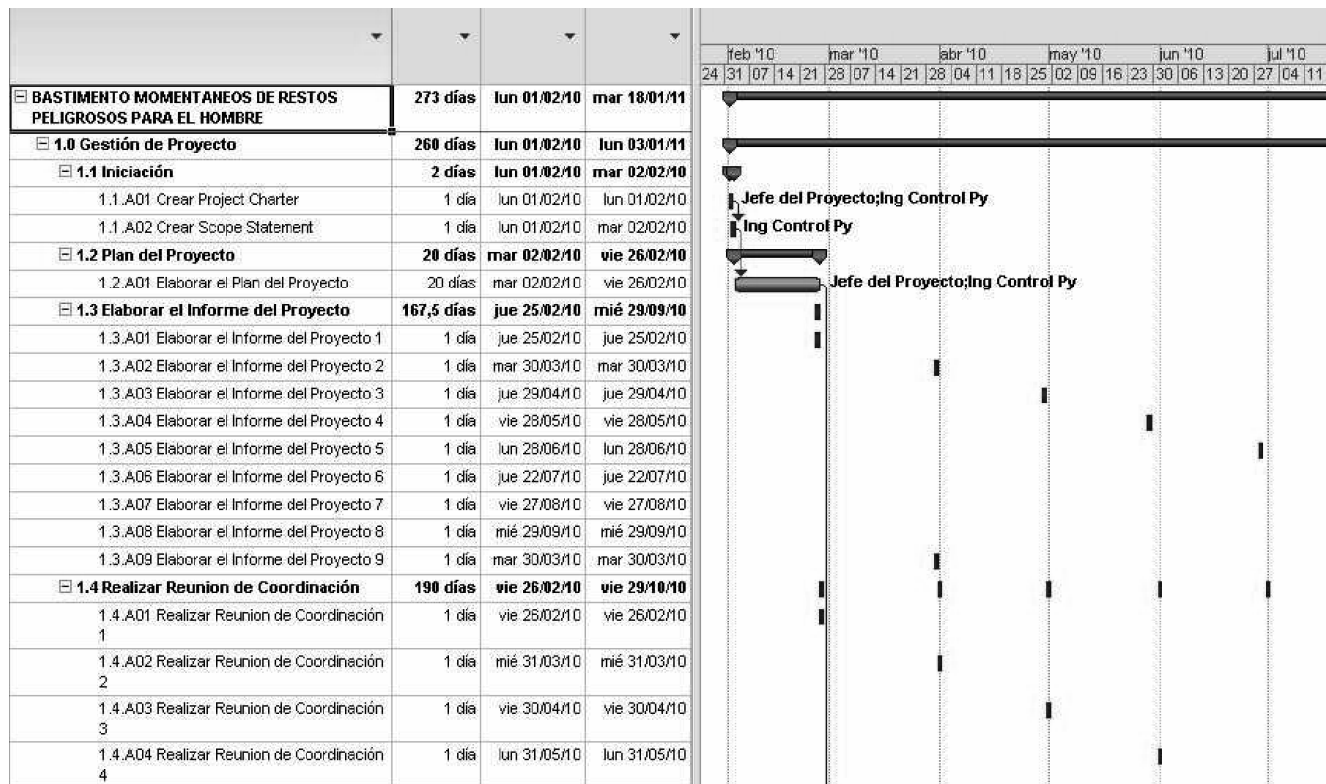 feb '10 mar '10 abr '10 may '10 jun '10 jul '10
24 31 07 14 21 28 07 14 21 28 04 11 18 25 02 09 16 23 30 06 13 20 27 04 11
BASTIMENTO MOMENTANEOS DE RESTOS 273 días lun 01/02/10 mar 18/01/11
PELIGROSOS PARA EL HOMBRE
1.0 Gestión de Proyecto 260 días lun 01/02/10 lun 03/01/11
1.1 Iniciación 2 días lun 01/02/10 mar 02/02/10
1.1.A01 Crear Project Charter 1 día lun 01/02/10 lun 01/02/10 Jefe del Proyecto;Ing Control Py
1.1.A02 Crear Scope Statement 1 día lun 01/02/10 mar 02/02/10 Ing Control Py
1.2 Plan del Proyecto 20 días mar 02/02/10 vie 26/02/10
1.2.A01 Elaborar el Plan del Proyecto 20 días mar 02/02/10 vie 26/02/10 Jefe del Proyecto;Ing Control Py
1.3 Elaborar el Informe del Proyecto 167,5 días jue 25/02/10 mié 29/09/10
1.3.A01 Elaborar el Informe del Proyecto 1 1 día jue 25/02/10 jue 25/02/10
1.3.A02 Elaborar el Informe del Proyecto 2 1 día mar 30/03/10 mar 30/03/10
1.3.A03 Elaborar el Informe del Proyecto 3 1 día jue 29/04/10 jue 29/04/10
1.3.A04 Elaborar el Informe del Proyecto 4 1 día vie 28/05/10 vie 28/05/10
1.3.A05 Elaborar el Informe del Proyecto 5 1 día lun 28/06/10 lun 28/06/10
1.3.A06 Elaborar el Informe del Proyecto 6 1 día jue 22/07/10 jue 22/07/10
1.3.A07 Elaborar el Informe del Proyecto 7 1 día vie 27/08/10 vie 27/08/10
1.3.A08 Elaborar el Informe del Proyecto 8 1 día mié 29/09/10 mié 29/09/10
1.3.A09 Elaborar el Informe del Proyecto 9 1 día mar 30/03/10 mar 30/03/10
1.4 Realizar Reunion de Coordinación 190 días vie 26/02/10 vie 29/10/10
1.4.A01 Realizar Reunion de Coordinación 1 día vie 26/02/10 vie 26/02/10
1
1.4.A02 Realizar Reunion de Coordinación 1 día mié 31/03/10 mié 31/03/10
2
1.4.A03 Realizar Reunion de Coordinación 1 día vie 30/04/10 vie 30/04/10
3
1.4.A04 Realizar Reunion de Coordinación 1 día lun 31/05/10 lun 31/05/10
4